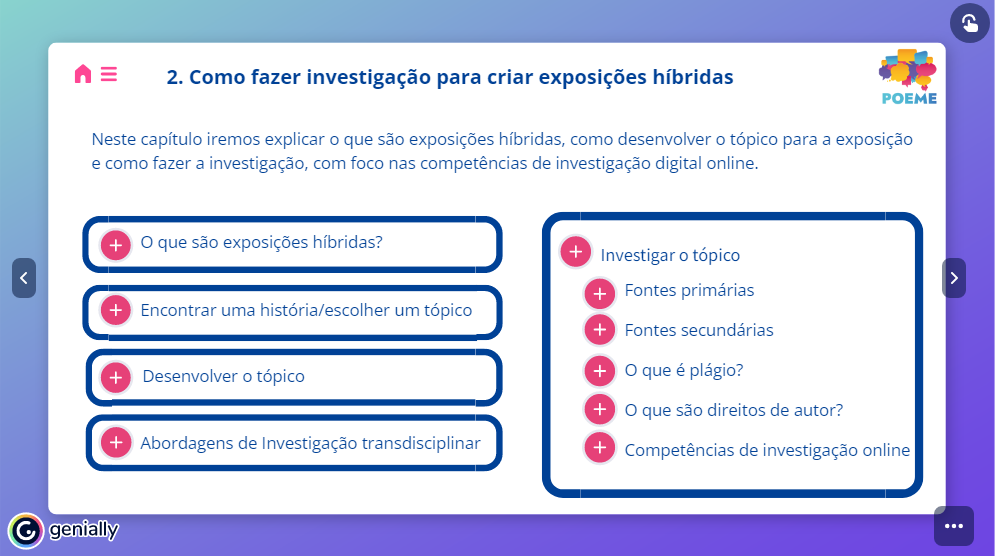 2. Como fazer investigação para criar exposições híbridas
POEME
Neste capítulo iremos explicar o que são exposições híbridas, como desenvolver o tópico para a exposição
e como fazer a investigação, com foco nas competências de investigação digital online.
O que são exposições híbridas?
Encontrar uma história/escolher um tópico
Desenvolver o tópico
Abordagens de Investigação transdisciplinar
Investigar o tópico
Fontes primárias
Fontes secundárias
O que é plágio?
O que são direitos de autor?
Competências de investigação online
genially